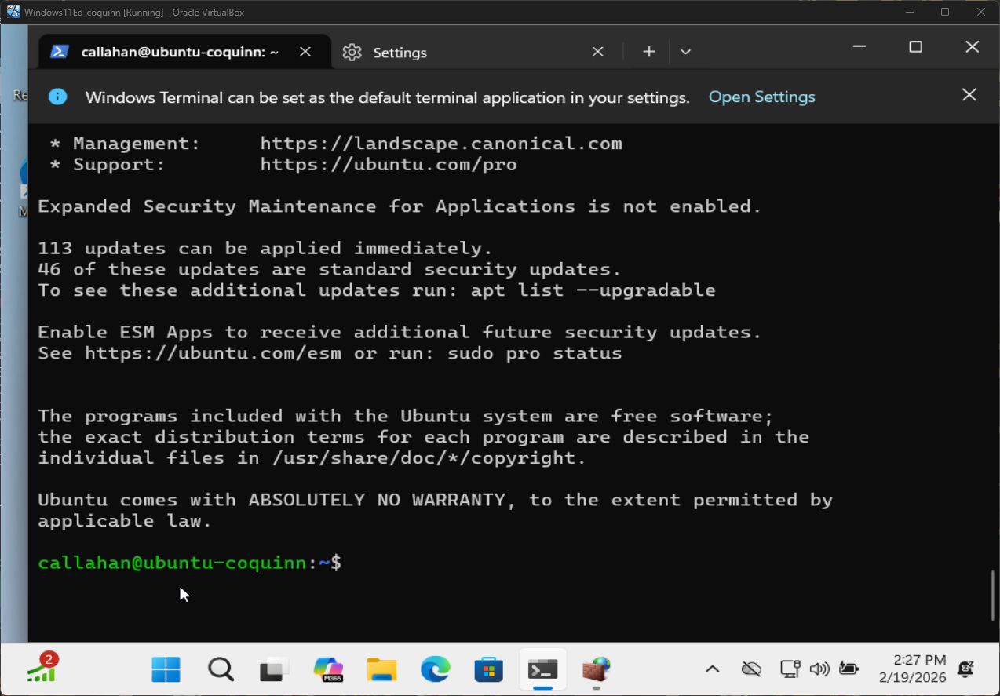 Windows11Ed-coquinn [Running] - Oracle VirtualBox
callahan@ubuntu-coquinn: ~
Settings
Windows Terminal can be set as the default terminal application in your settings. Open Settings
* Management: https://landscape.canonical.com
* Support: https://ubuntu.com/pro
Expanded Security Maintenance for Applications is not enabled.
113 updates can be applied immediately.
46 of these updates are standard security updates.
To see these additional updates run: apt list --upgradable
Enable ESM Apps to receive additional future security updates.
See https://ubuntu.com/esm or run: sudo pro status
The programs included with the Ubuntu system are free software;
the exact distribution terms for each program are described in the
individual files in /usr/share/doc/*/copyright.
Ubuntu comes with ABSOLUTELY NO WARRANTY, to the extent permitted by
applicable law.
callahan@ubuntu-coquinn:~$
2
M365
2:27 PM
2/19/2026